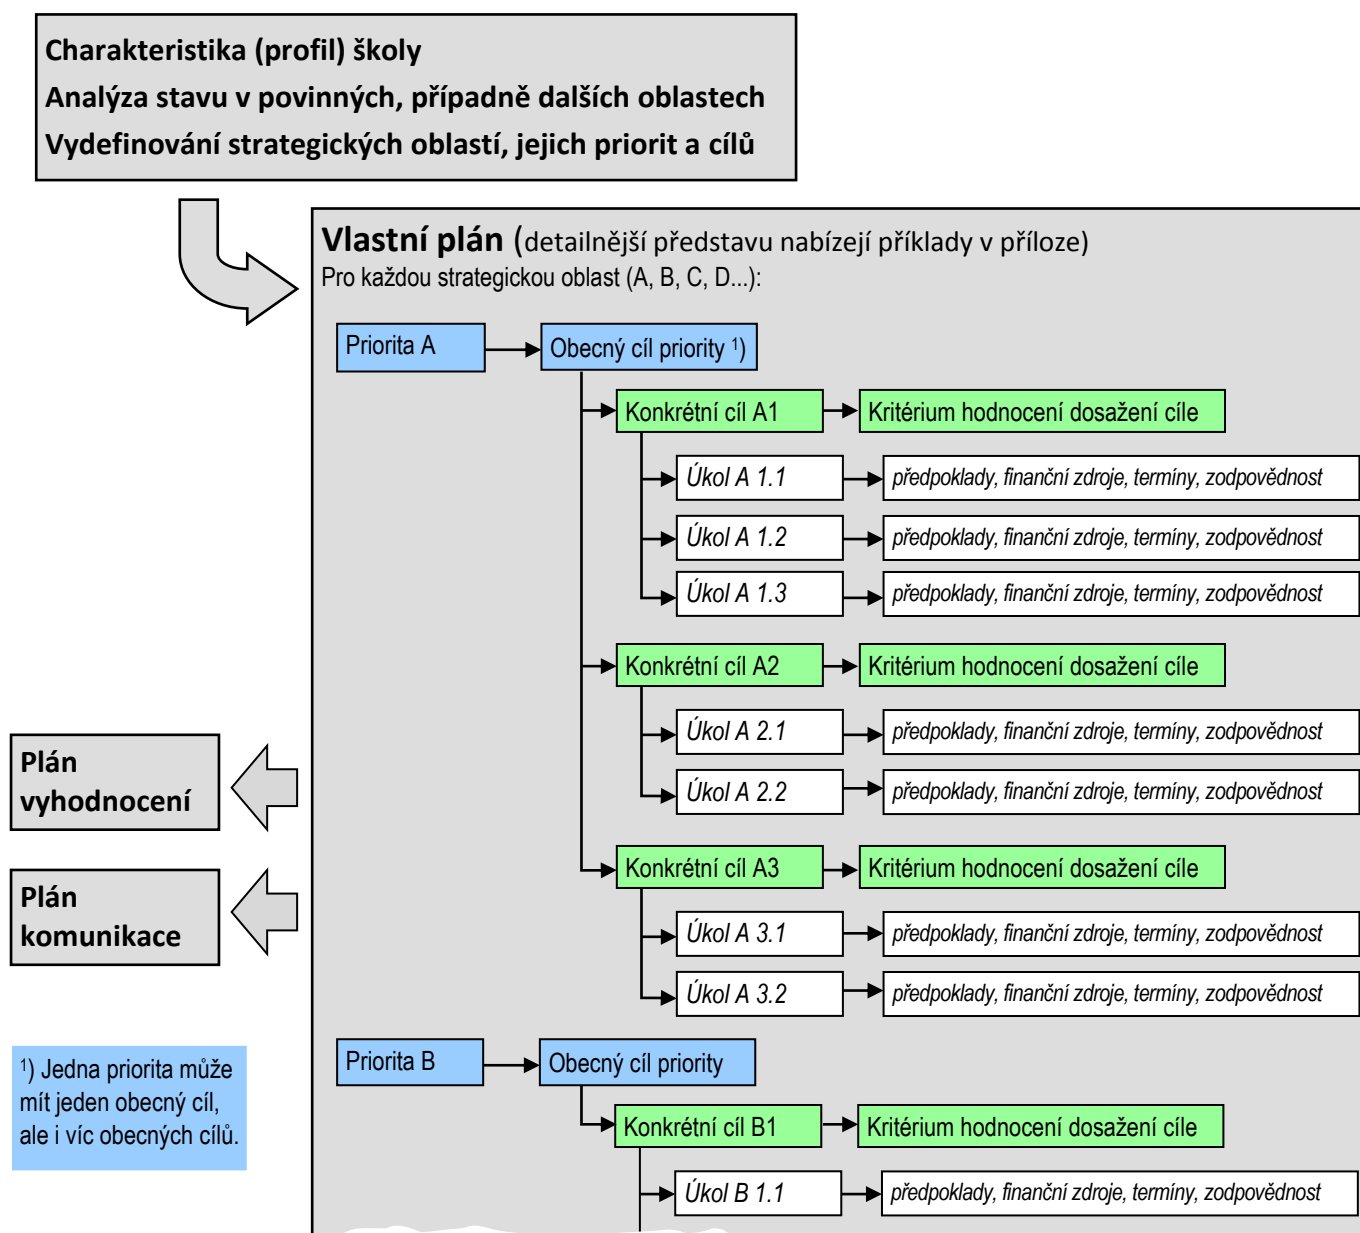 Charakteristika (profil) školy
Analýza stavu v povinných, případně dalších oblastech
Vydefinování strategických oblastí, jejich priorit a cílů
Vlastní plán (detailnější představu nabízejí příklady v příloze)
Pro každou strategickou oblast (A, B, C, D...):
Priorita A
Obecný cíl priority ¹)
Konkrétní cíl A1
Kritérium hodnocení dosažení cíle
Úkol A 1.1
předpoklady, finanční zdroje, termíny, zodpovědnost
Úkol A 1.2
předpoklady, finanční zdroje, termíny, zodpovědnost
Úkol A 1.3
předpoklady, finanční zdroje, termíny, zodpovědnost
Konkrétní cíl A2
Kritérium hodnocení dosažení cíle
Úkol A 2.1
předpoklady, finanční zdroje, termíny, zodpovědnost
Úkol A 2.2
předpoklady, finanční zdroje, termíny, zodpovědnost
Konkrétní cíl A3
Kritérium hodnocení dosažení cíle
Úkol A 3.1
předpoklady, finanční zdroje, termíny, zodpovědnost
Úkol A 3.2
předpoklady, finanční zdroje, termíny, zodpovědnost
Priorita B
Obecný cíl priority
Konkrétní cíl B1
Kritérium hodnocení dosažení cíle
Úkol B 1.1
předpoklady, finanční zdroje, termíny, zodpovědnost
Plán
vyhodnocení
Plán
komunikace
¹) Jedna priorita může
mít jeden obecný cíl,
ale i víc obecných cílů.